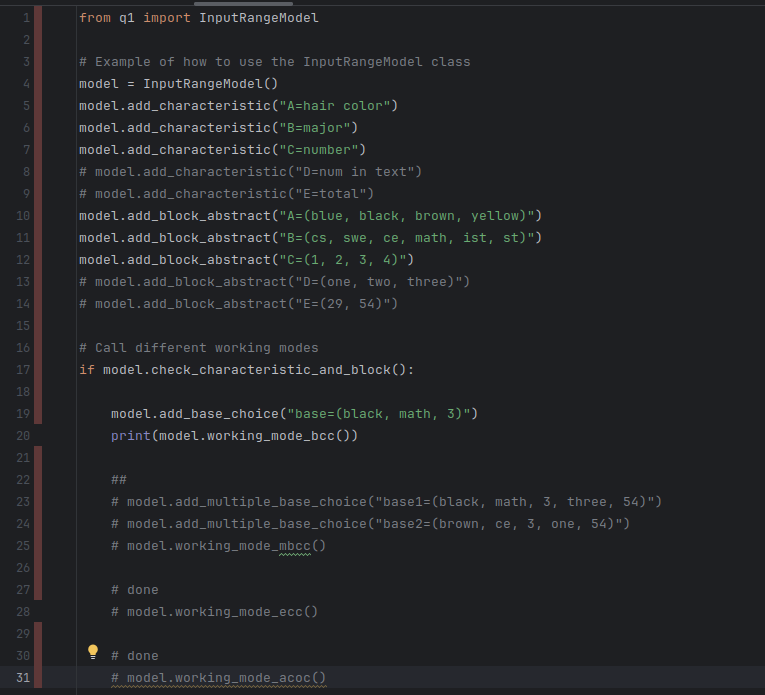 1 from q1 import InputRangeModel
2
3 # Example of how to use the InputRangeModel class
4 model = InputRangeModel()
5 model.add_characteristic("A=hair color")
6 model.add_characteristic("B=major")
7 model.add_characteristic("C=number")
8 # model.add_characteristic("D=num in text")
9 # model.add_characteristic("E=total")
10 model.add_block_abstract("A=(blue, black, brown, yellow)")
11 model.add_block_abstract("B=(cs, swe, ce, math, ist, st)")
12 model.add_block_abstract("C=(1, 2, 3, 4)")
13 # model.add_block_abstract("D=(one, two, three)")
14 # model.add_block_abstract("E=(29, 54)")
15
16 # Call different working modes
17 if model.check_characteristic_and_block():
18
19 model.add_base_choice("base=(black, math, 3)")
20 print(model.working_mode_bcc())
21
22 ##
23 # model.add_multiple_base_choice("base1=(black, math, 3, three, 54)")
24 # model.add_multiple_base_choice("base2=(brown, ce, 3, one, 54)")
25 # model.working_mode_mbcc()
26
27 # done
28 # model.working_mode_ecc()
29
30 # done
31 # model.working_mode_acoc()